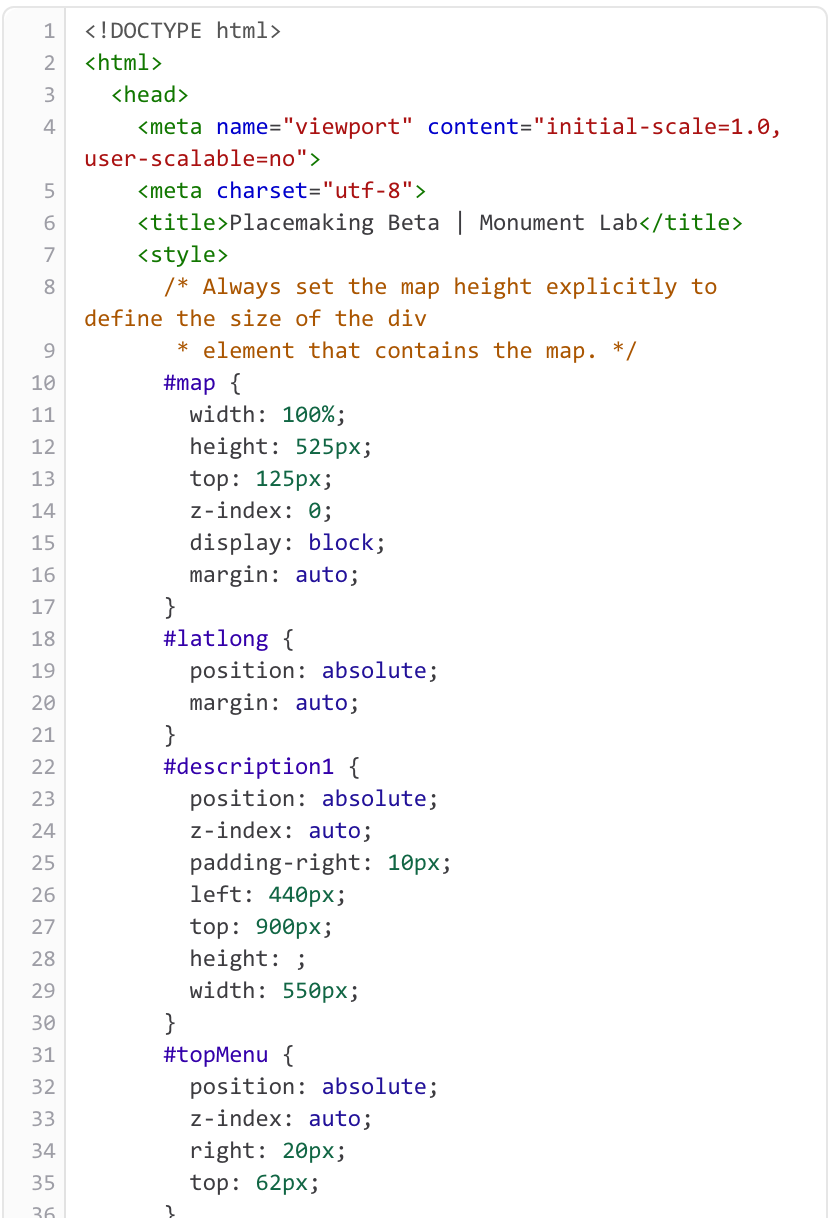 1 <!DOCTYPE html>
2 <html>
3   <head>
4     <meta name="viewport" content="initial-scale=1.0,
user-scalable=no">
5     <meta charset="utf-8">
6     <title>Placemaking Beta | Monument Lab</title>
7     <style>
8       /* Always set the map height explicitly to
define the size of the div
9        * element that contains the map. */
10       #map {
11         width: 100%;
12         height: 525px;
13         top: 125px;
14         z-index: 0;
15         display: block;
16         margin: auto;
17       }
18       #latlong {
19         position: absolute;
20         margin: auto;
21       }
22       #description1 {
23         position: absolute;
24         z-index: auto;
25         padding-right: 10px;
26         left: 440px;
27         top: 900px;
28         height: ;
29         width: 550px;
30       }
31       #topMenu {
32         position: absolute;
33         z-index: auto;
34         right: 20px;
35         top: 62px;
36       }